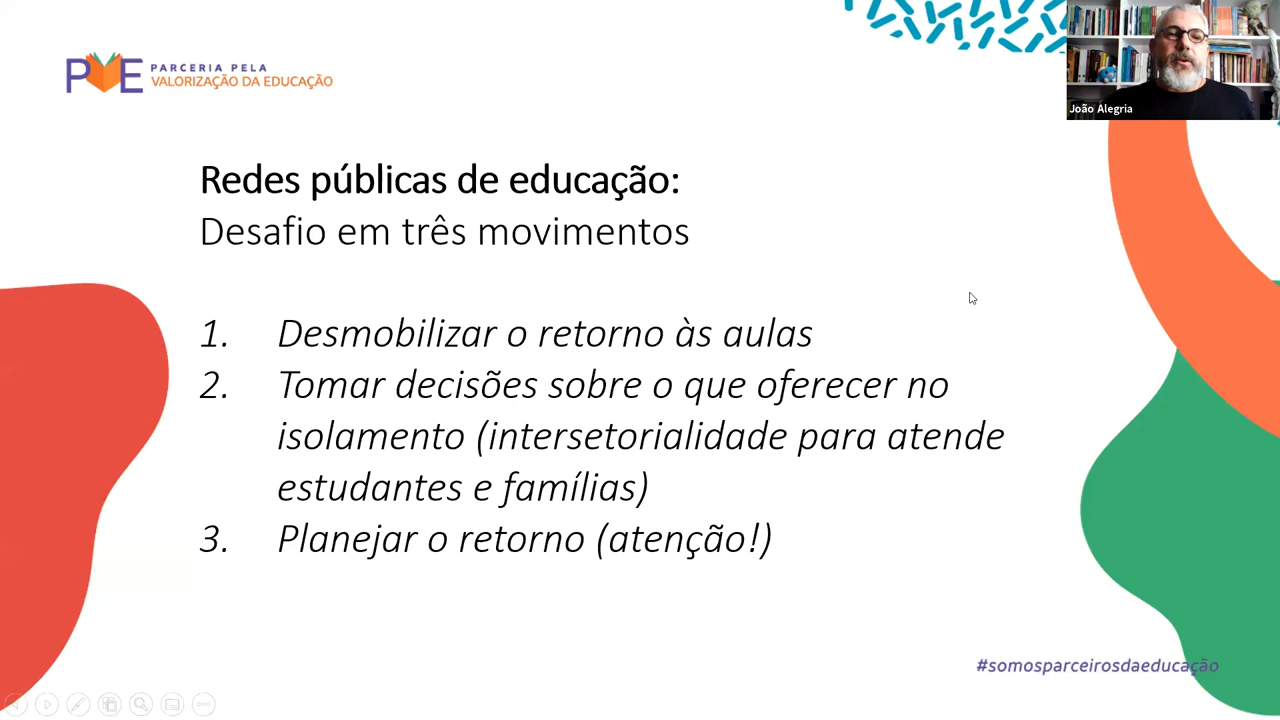 PVE PARCERIA PELA
VALORIZAÇÃO DA EDUCAÇÃO
João Alegria
Redes públicas de educação:
Desafio em três movimentos
1. Desmobilizar o retorno às aulas
2. Tomar decisões sobre o que oferecer no
isolamento (intersetorialidade para atende
estudantes e famílias)
3. Planejar o retorno (atenção!)
#somosparceirosdaeducação